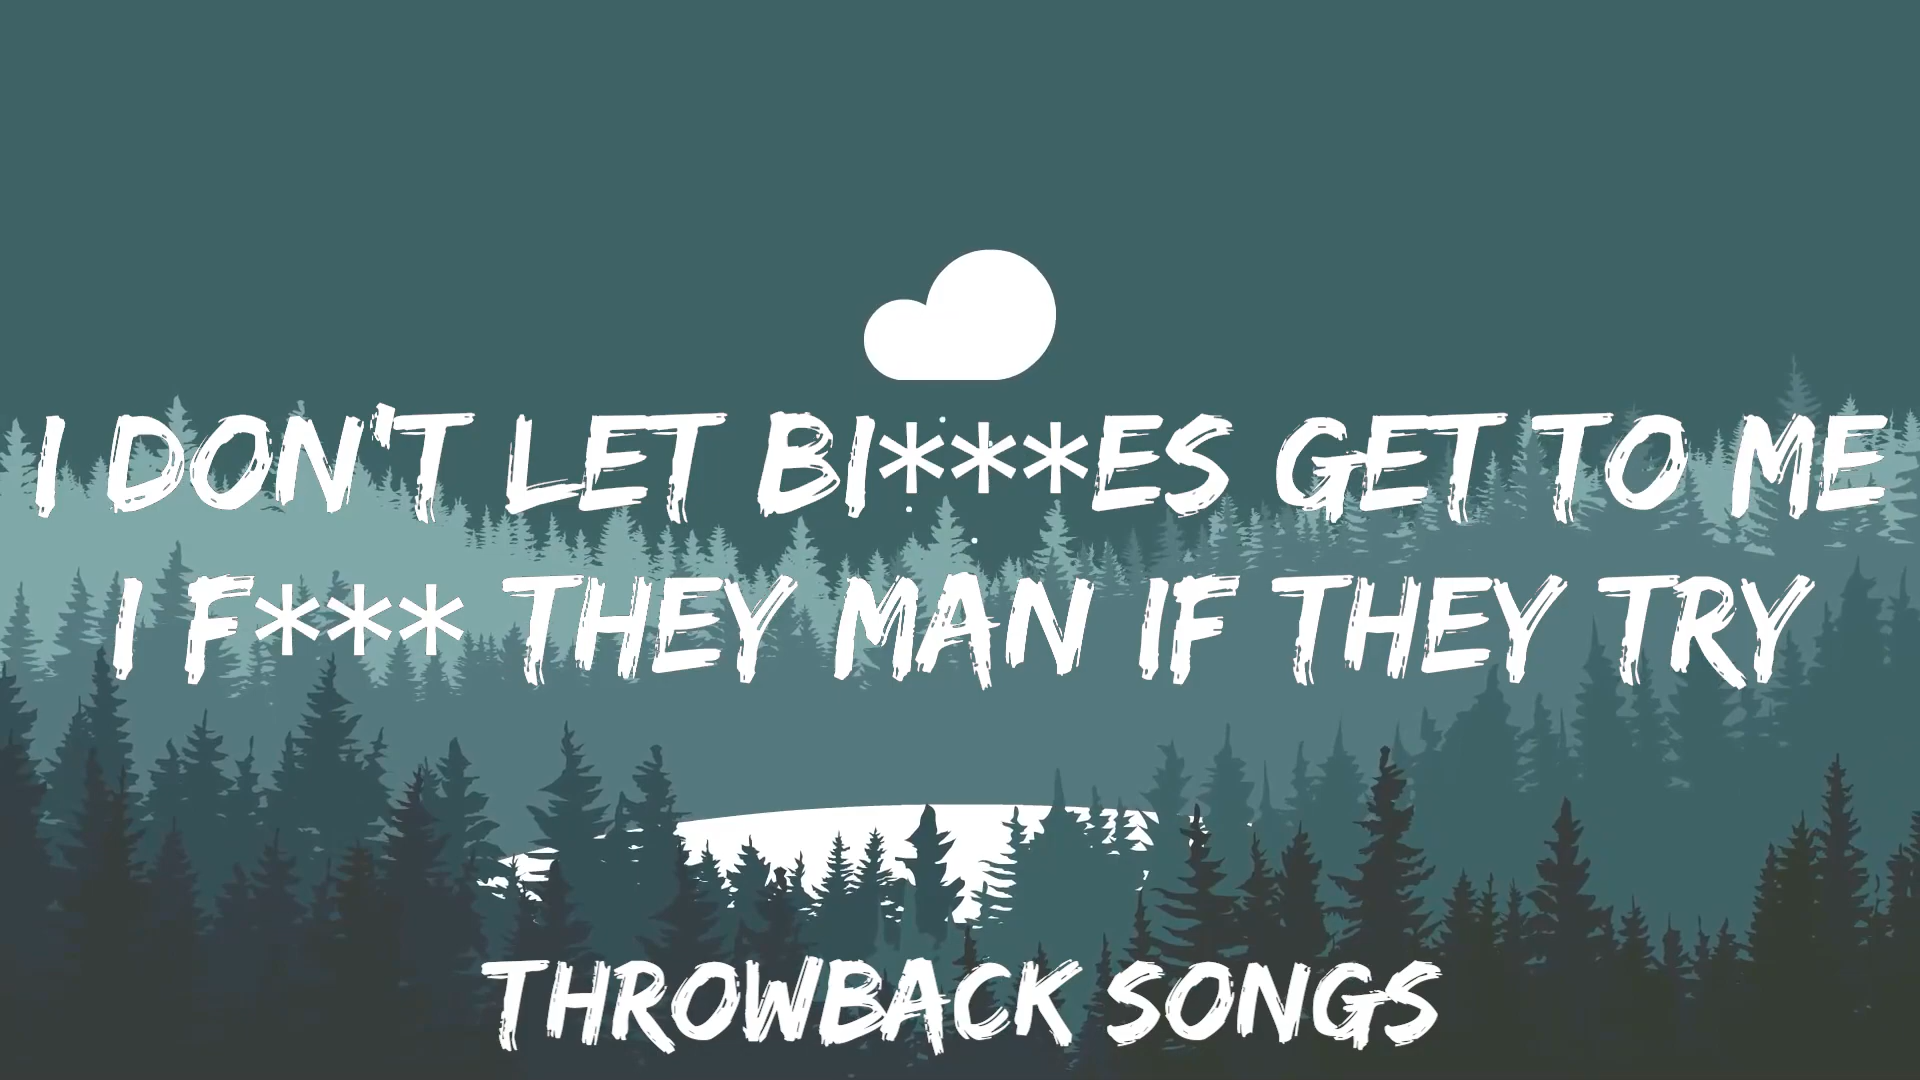 I DON'T LET BI***ES GET TO ME
I F*** THEY MAN IF THEY TRY
THROWBACK SONGS